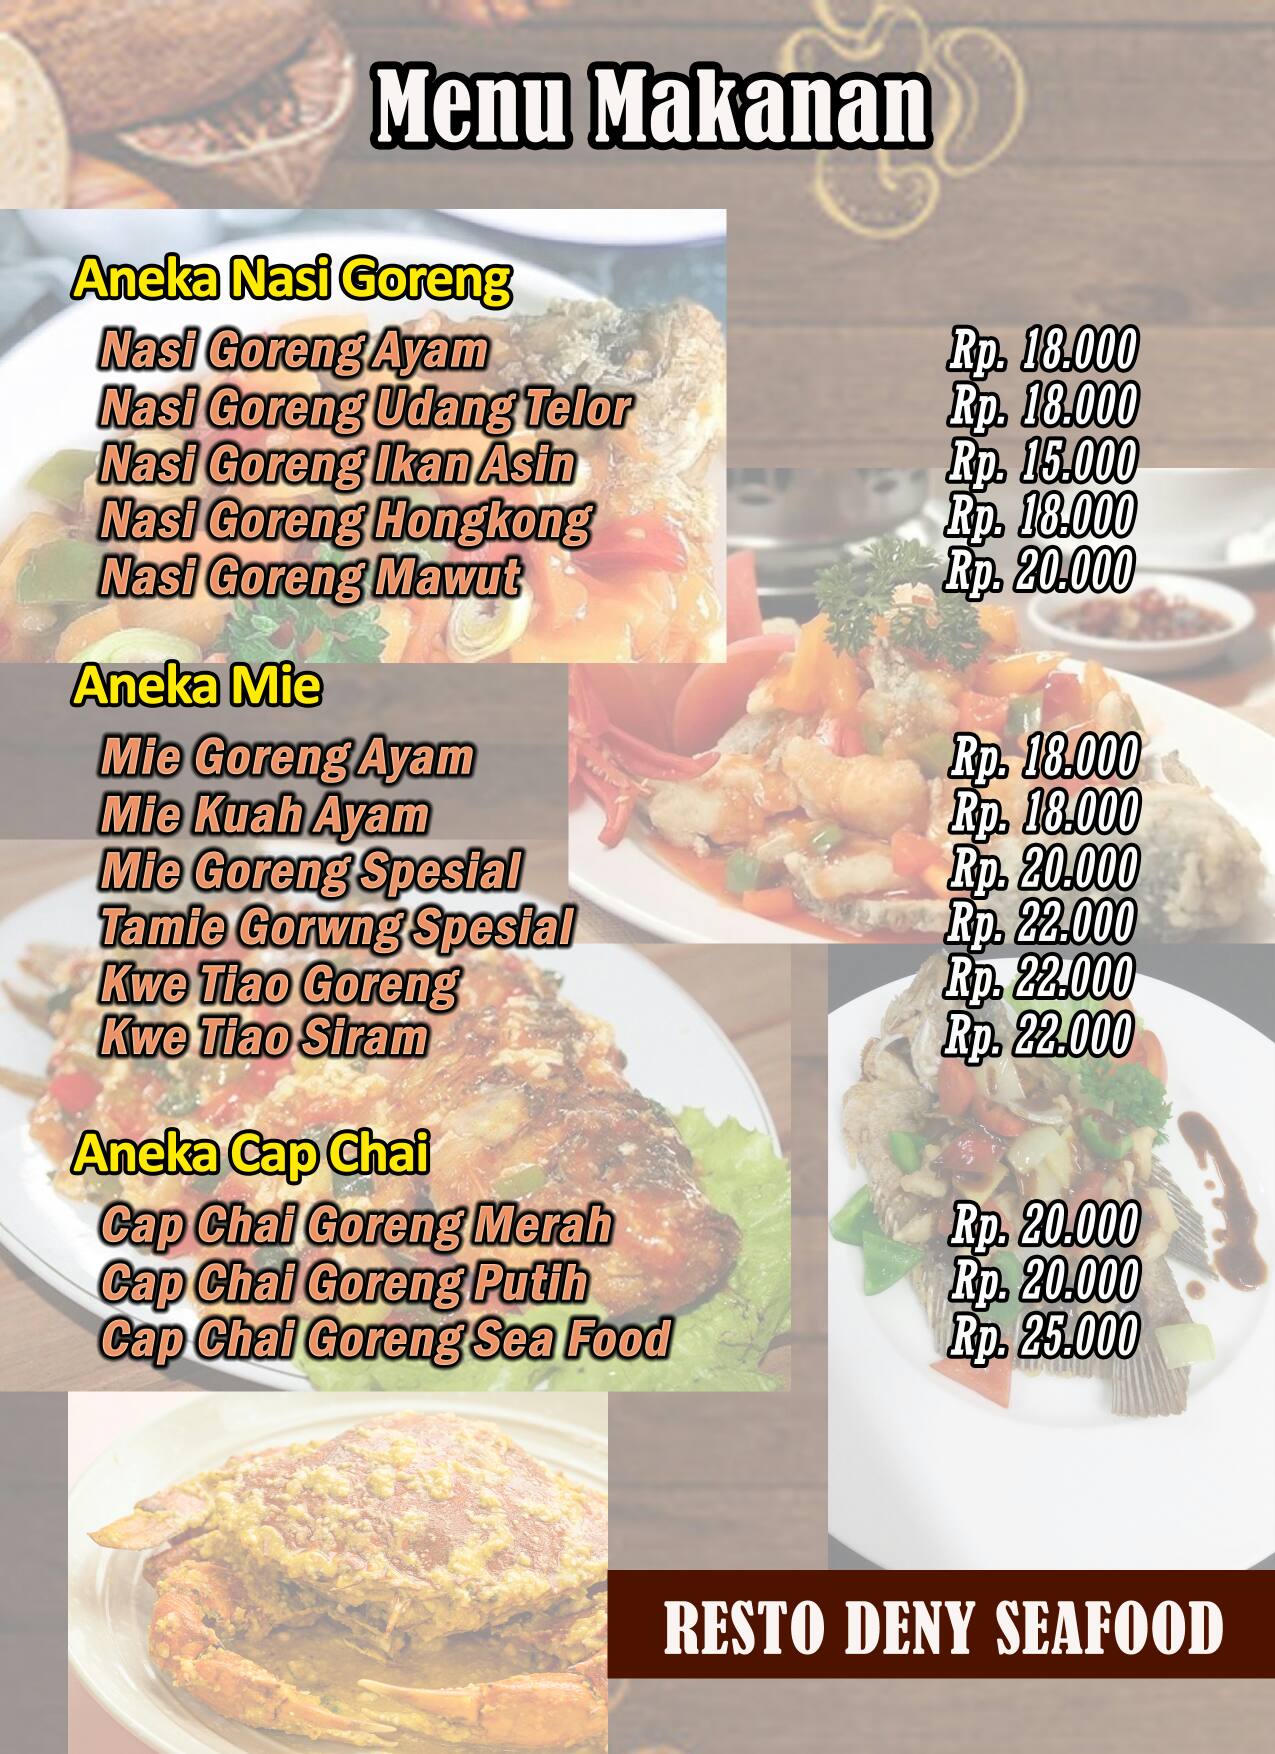 Menu Makanan
Aneka Nasi Goreng
Nasi Goreng Ayam Rp. 18.000
Nasi Goreng Udang Telor Rp. 18.000
Nasi Goreng Ikan Asin Rp. 15.000
Nasi Goreng Hongkong Rp. 18.000
Nasi Goreng Mawut Rp. 20.000
Aneka Mie
Mie Goreng Ayam Rp. 18.000
Mie Kuah Ayam Rp. 18.000
Mie Goreng Spesial Rp. 20.000
Tamie Gorwng Spesial Rp. 22.000
Kwe Tiao Goreng Rp. 22.000
Kwe Tiao Siram Rp. 22.000
Aneka Cap Chai
Cap Chai Goreng Merah Rp. 20.000
Cap Chai Goreng Putih Rp. 20.000
Cap Chai Goreng Sea Food Rp. 25.000
RESTO DENY SEAFOOD